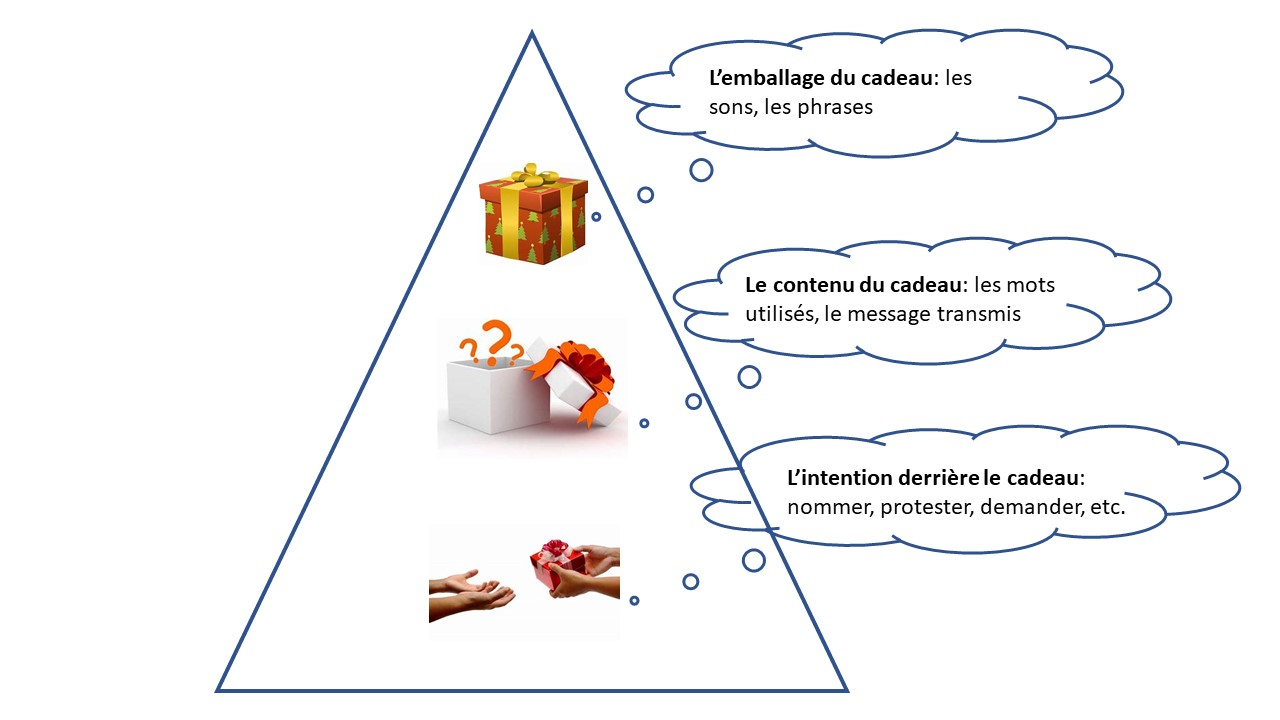 L’emballage du cadeau: les
sons, les phrases
Le contenu du cadeau: les mots
utilisés, le message transmis
L’intention derrière le cadeau:
nommer, protester, demander, etc.